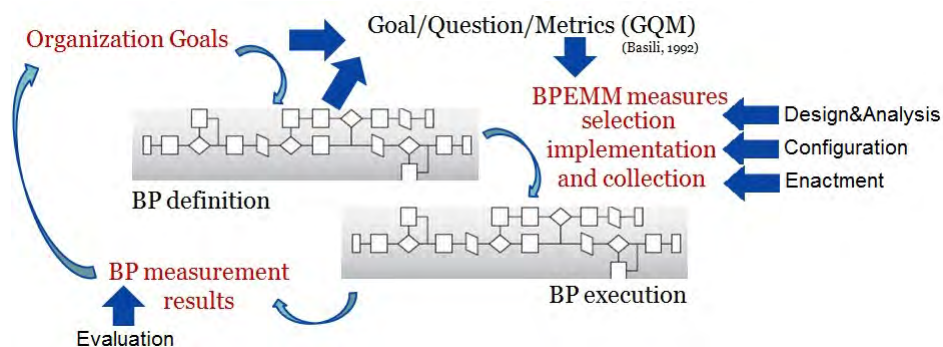 Organization Goals
Goal/Question/Metrics (GQM)
(Basili, 1992)
BPEMM measures
selection
implementation
and collection
Design&Analysis
Configuration
Enactment
BP definition
BP execution
BP measurement
results
Evaluation